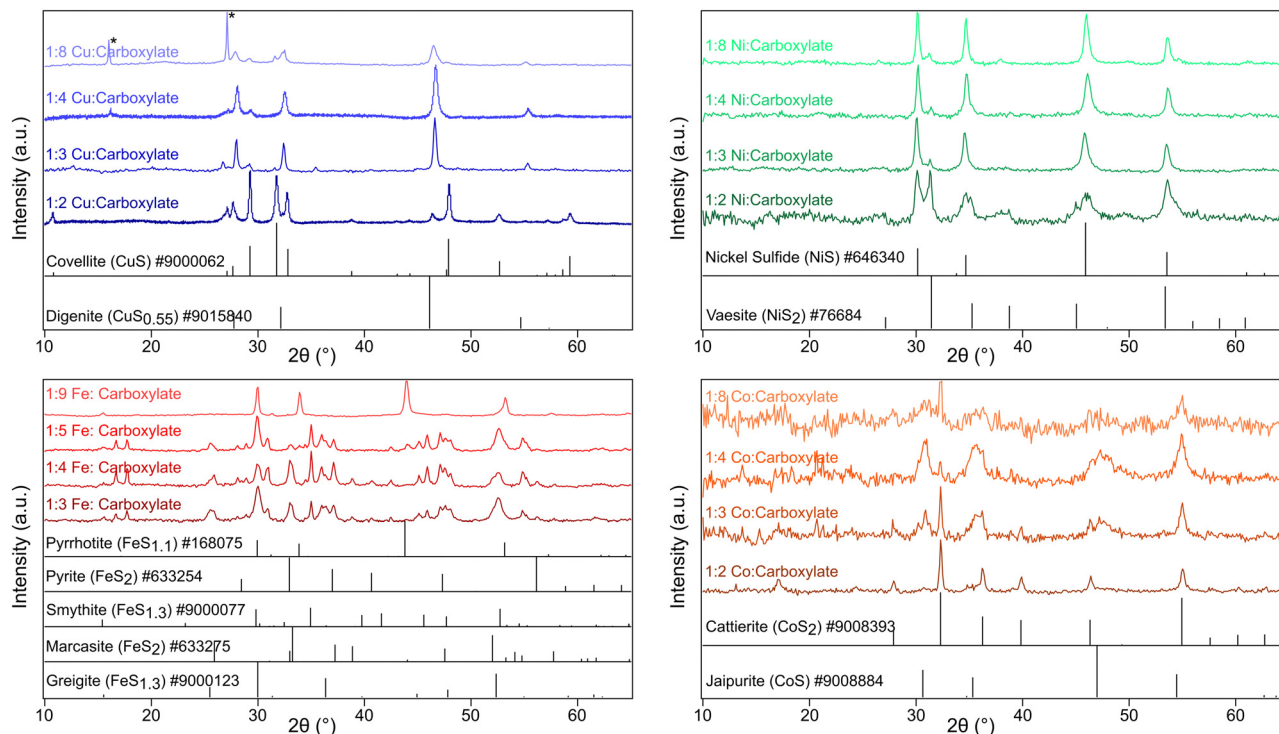 Intensity (a.u.)
*
*
1:8 Cu:Carboxylate
1:4 Cu:Carboxylate
1:3 Cu:Carboxylate
1:2 Cu:Carboxylate
Covellite (CuS) #9000062
Digenite (CuS0.55) #9015840
10 20 30 40 50 60
2θ (°)
Intensity (a.u.)
1:8 Ni:Carboxylate
1:4 Ni:Carboxylate
1:3 Ni:Carboxylate
1:2 Ni:Carboxylate
Nickel Sulfide (NiS) #646340
Vaesite (NiS2) #76684
10 20 30 40 50 60
2θ (°)
Intensity (a.u.)
1:9 Fe: Carboxylate
1:5 Fe: Carboxylate
1:4 Fe: Carboxylate
1:3 Fe: Carboxylate
Pyrrhotite (FeS1.1) #168075
Pyrite (FeS2) #633254
Smythite (FeS1.3) #9000077
Marcasite (FeS2) #633275
Greigite (FeS1.3) #9000123
10 20 30 40 50 60
2θ (°)
Intensity (a.u.)
1:8 Co:Carboxylate
1:4 Co:Carboxylate
1:3 Co:Carboxylate
1:2 Co:Carboxylate
Cattierite (CoS2) #9008393
Jaipurite (CoS) #9008884
10 20 30 40 50 60
2θ (°)